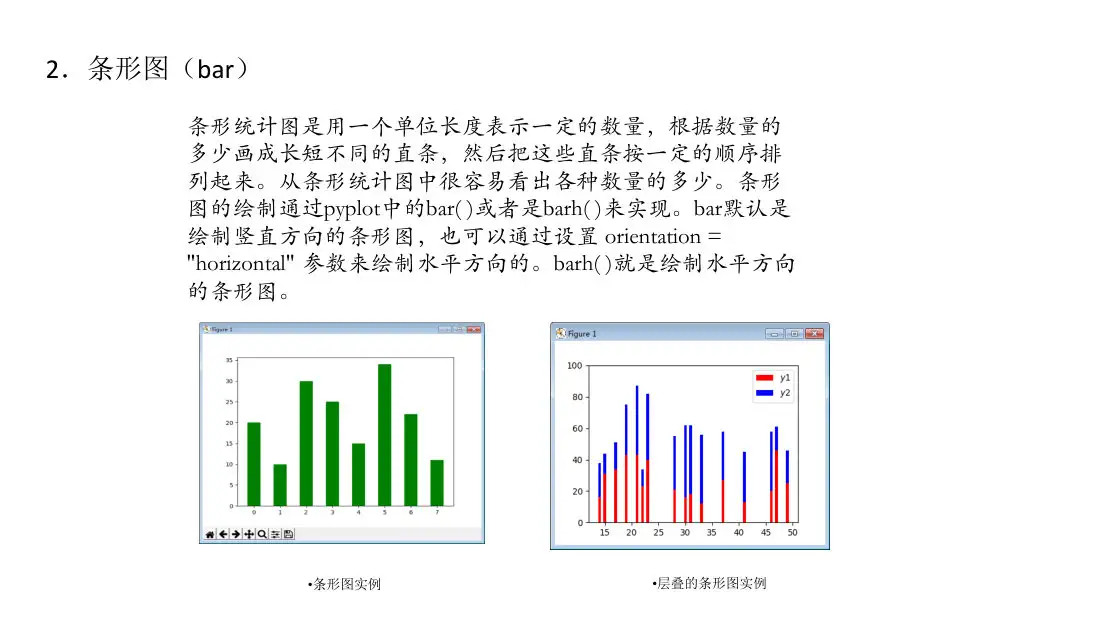 2．条形图（bar）
条形统计图是用一个单位长度表示一定的数量，根据数量的
多少画成长短不同的直条，然后把这些直条按一定的顺序排
列起来。从条形统计图中很容易看出各种数量的多少。条形
图的绘制通过pyplot中的bar( )或者是barh( )来实现。bar默认是
绘制竖直方向的条形图，也可以通过设置 orientation =
"horizontal" 参数来绘制水平方向的。barh( )就是绘制水平方向
的条形图。
Figure 1
35
30
25
20
15
10
5
0
0 1 2 3 4 5 6 7
•条形图实例
Figure 1
100
80
60
40
20
0
15 20 25 30 35 40 45 50
y1
y2
•层叠的条形图实例